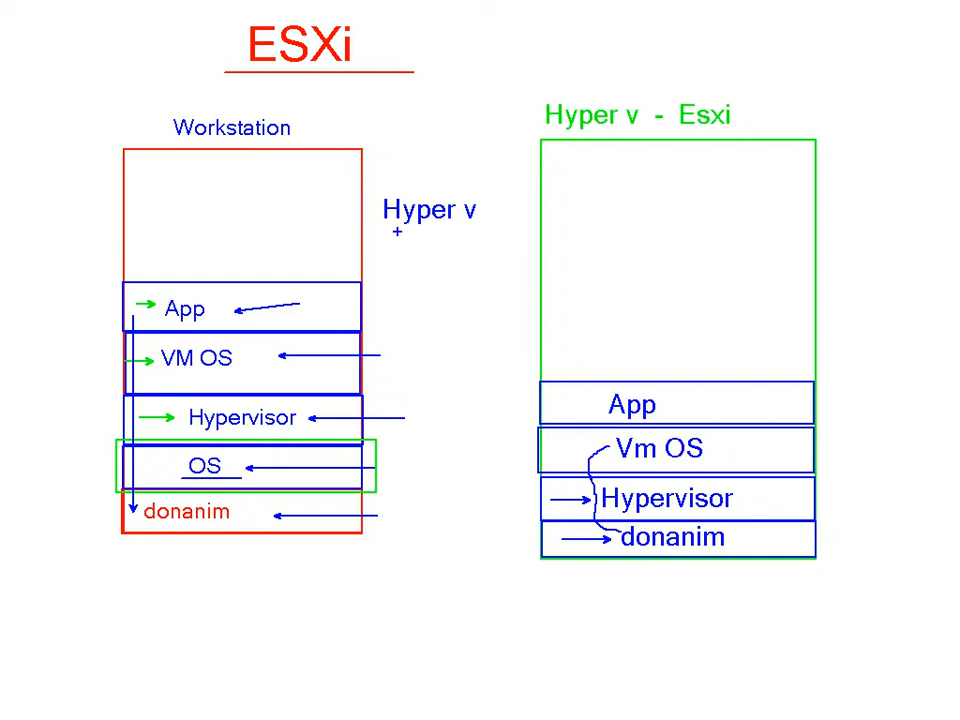 ESXi
Workstation
Hyper v
+
App
VM OS
Hypervisor
OS
donanim
Hyper v - Esxi
App
Vm OS
Hypervisor
donanim